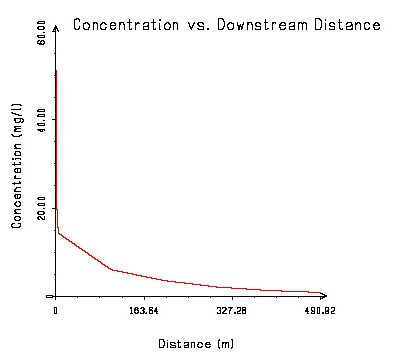 Concentration vs. Downstream Distance
60.00
40.00
Concentration (mg/l)
20.00
0
0 163.64 327.28 490.92
Distance (m)